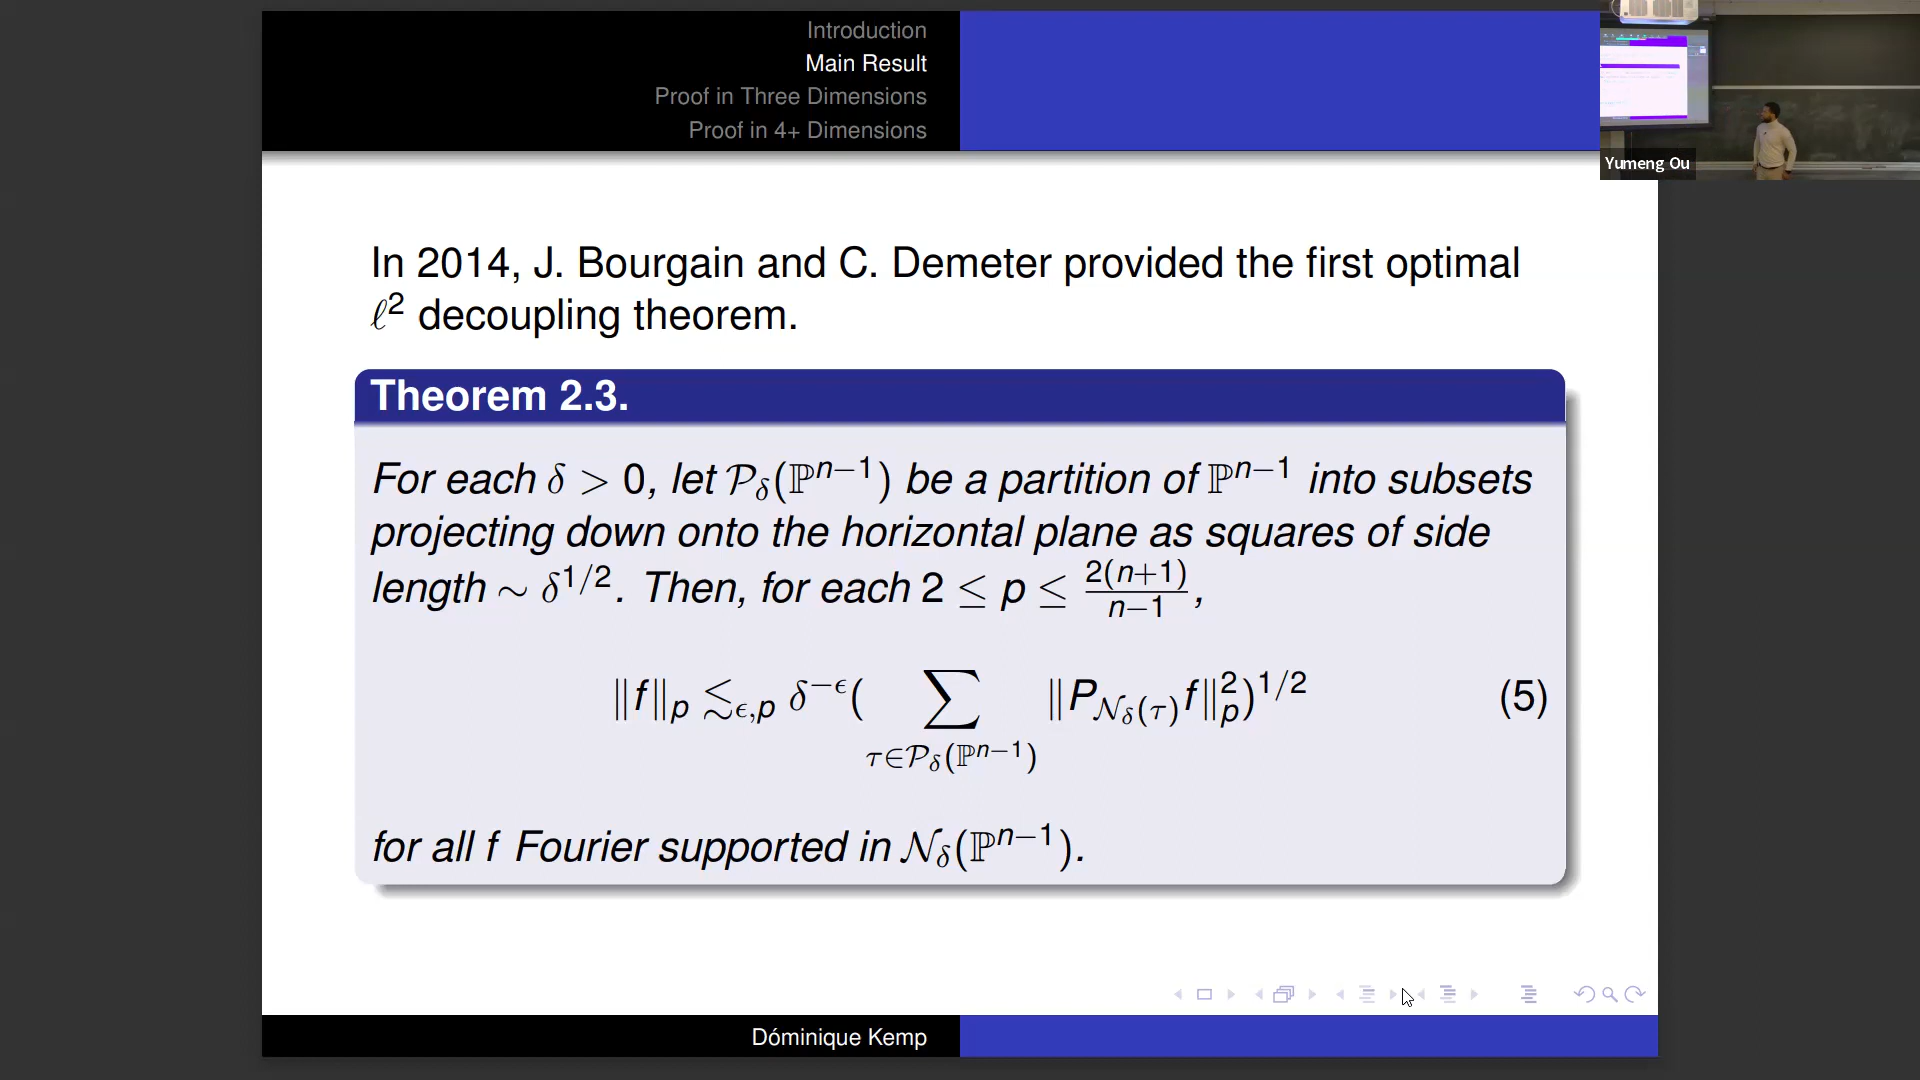 Introduction
Main Result
Proof in Three Dimensions
Proof in 4+ Dimensions
Yumeng Ou
In 2014, J. Bourgain and C. Demeter provided the first optimal
ℓ² decoupling theorem.
Theorem 2.3.
For each δ > 0, let 𝒫_δ(ℙ^{n−1}) be a partition of ℙ^{n−1} into subsets
projecting down onto the horizontal plane as squares of side
length ∼ δ^{1/2}. Then, for each 2 ≤ p ≤ \frac{2(n+1)}{n−1},
‖f‖_p ≲_{ϵ,p} δ^{−ϵ}( ∑_{τ∈𝒫_δ(ℙ^{n−1})} ‖P_{𝒩_δ(τ)} f‖_p^2)^{1/2} (5)
for all f Fourier supported in 𝒩_δ(ℙ^{n−1}).
Dóminique Kemp